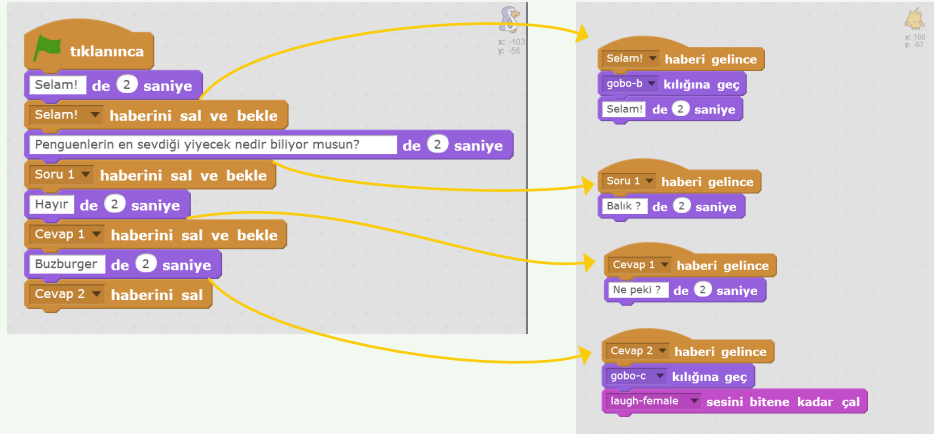 tıklanınca
Selam! de 2 saniye
Selam! haberini sal ve bekle
Penguenlerin en sevdiği yiyecek nedir biliyor musun? de 2 saniye
Soru 1 haberini sal ve bekle
Hayır de 2 saniye
Cevap 1 haberini sal ve bekle
Buzburger de 2 saniye
Cevap 2 haberini sal
x: -103
y: -56
x: 100
y: -67
Selam! haberi gelince
gobo-b kılığına geç
Selam! de 2 saniye
Soru 1 haberi gelince
Balık ? de 2 saniye
Cevap 1 haberi gelince
Ne peki ? de 2 saniye
Cevap 2 haberi gelince
gobo-c kılığına geç
laugh-female sesini bitene kadar çal